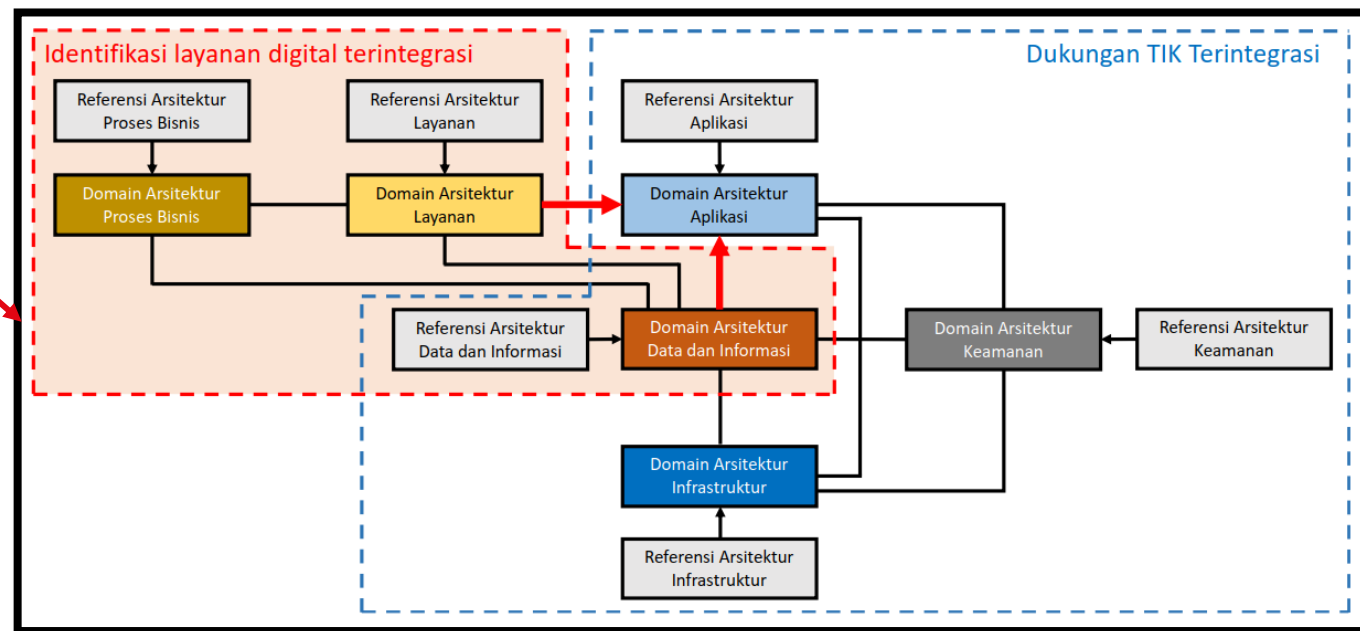 Identifikasi layanan digital terintegrasi
Dukungan TIK Terintegrasi
Referensi Arsitektur
Proses Bisnis
Referensi Arsitektur
Layanan
Referensi Arsitektur
Aplikasi
Domain Arsitektur
Proses Bisnis
Domain Arsitektur
Layanan
Domain Arsitektur
Aplikasi
Referensi Arsitektur
Data dan Informasi
Domain Arsitektur
Data dan Informasi
Domain Arsitektur
Keamanan
Referensi Arsitektur
Keamanan
Domain Arsitektur
Infrastruktur
Referensi Arsitektur
Infrastruktur